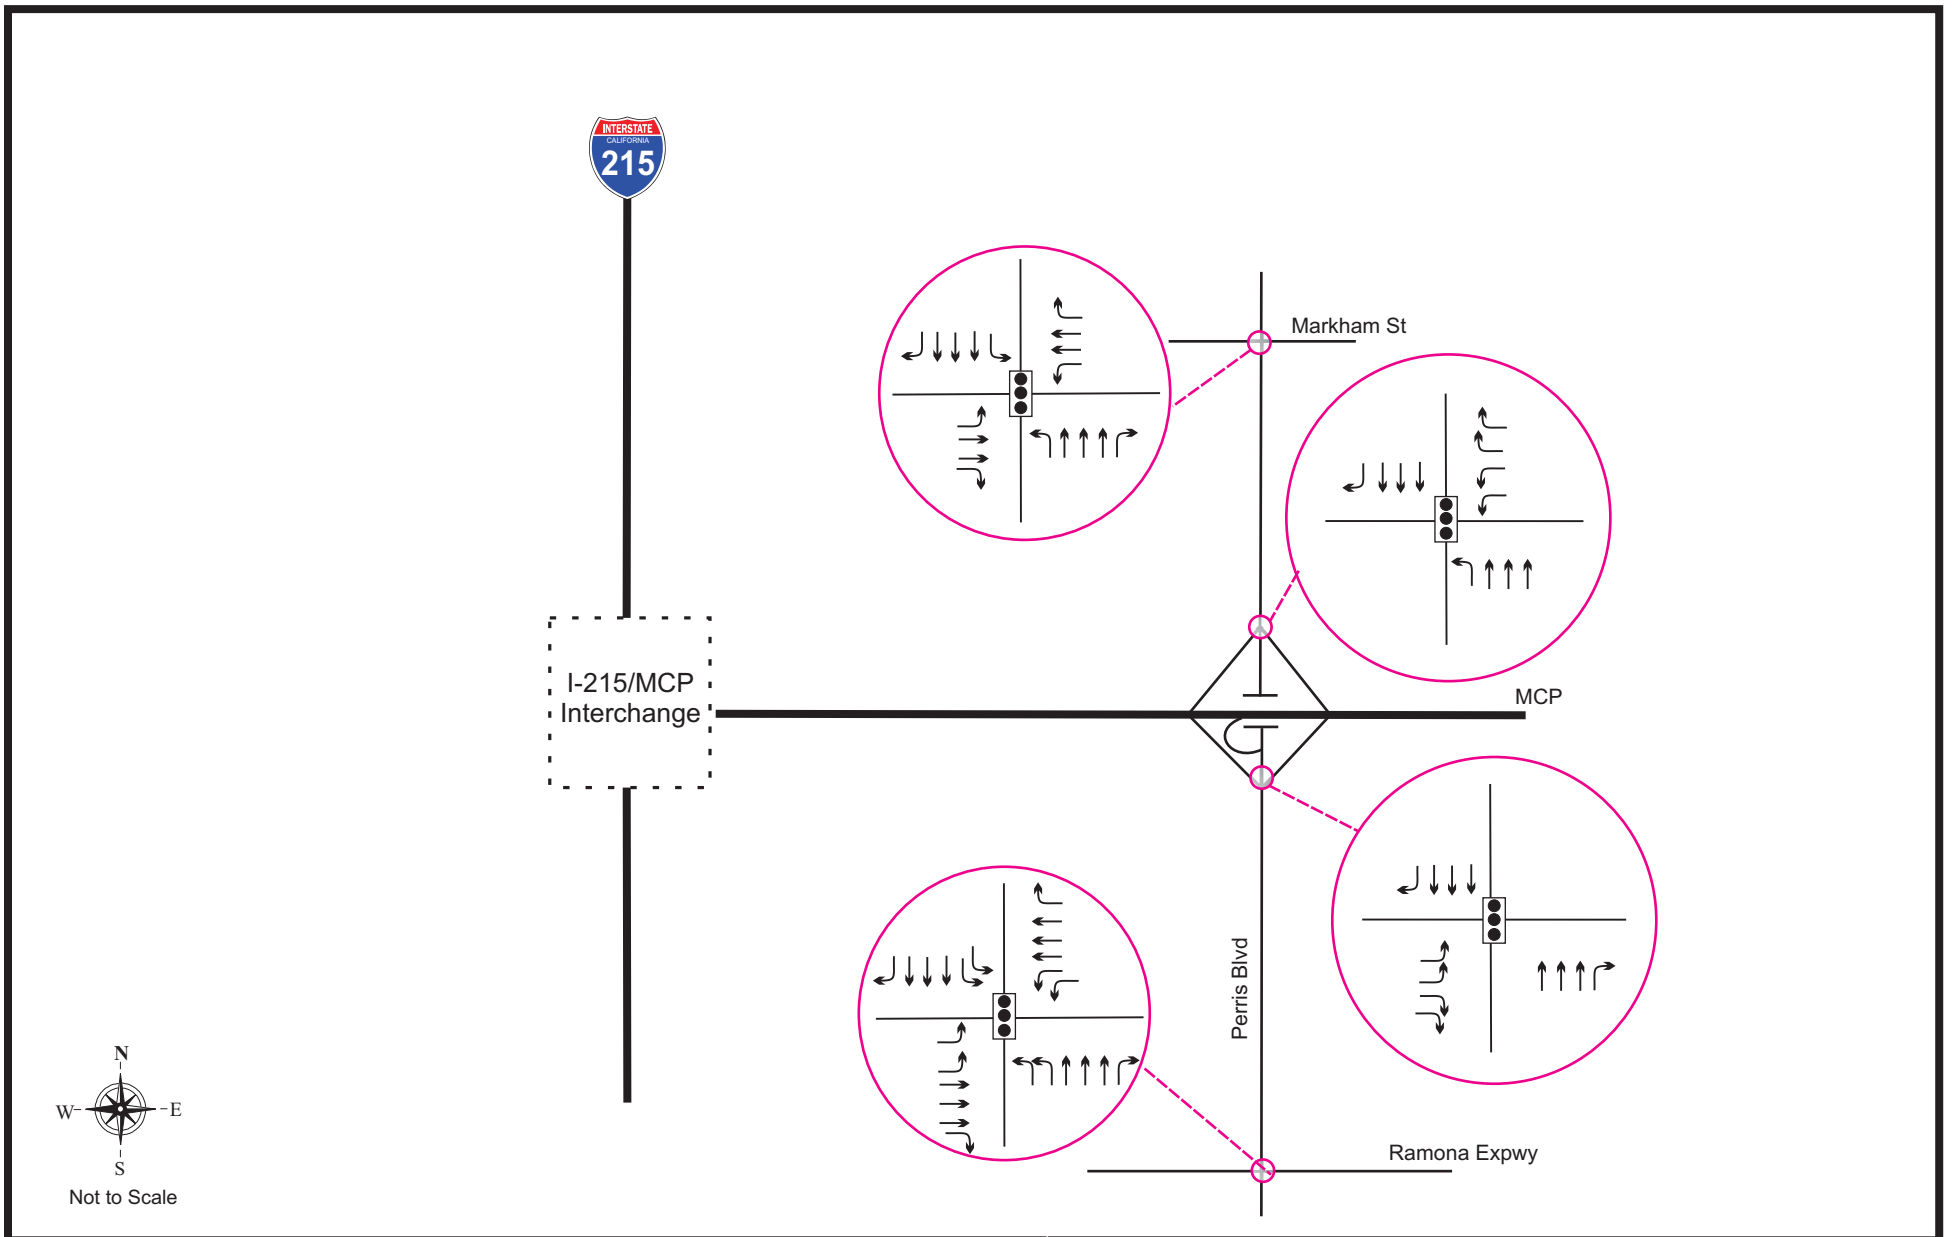 INTERSTATE
CALIFORNIA
215
Markham St
I-215/MCP
Interchange
MCP
Perris Blvd
Ramona Expwy
N
W
E
S
Not to Scale